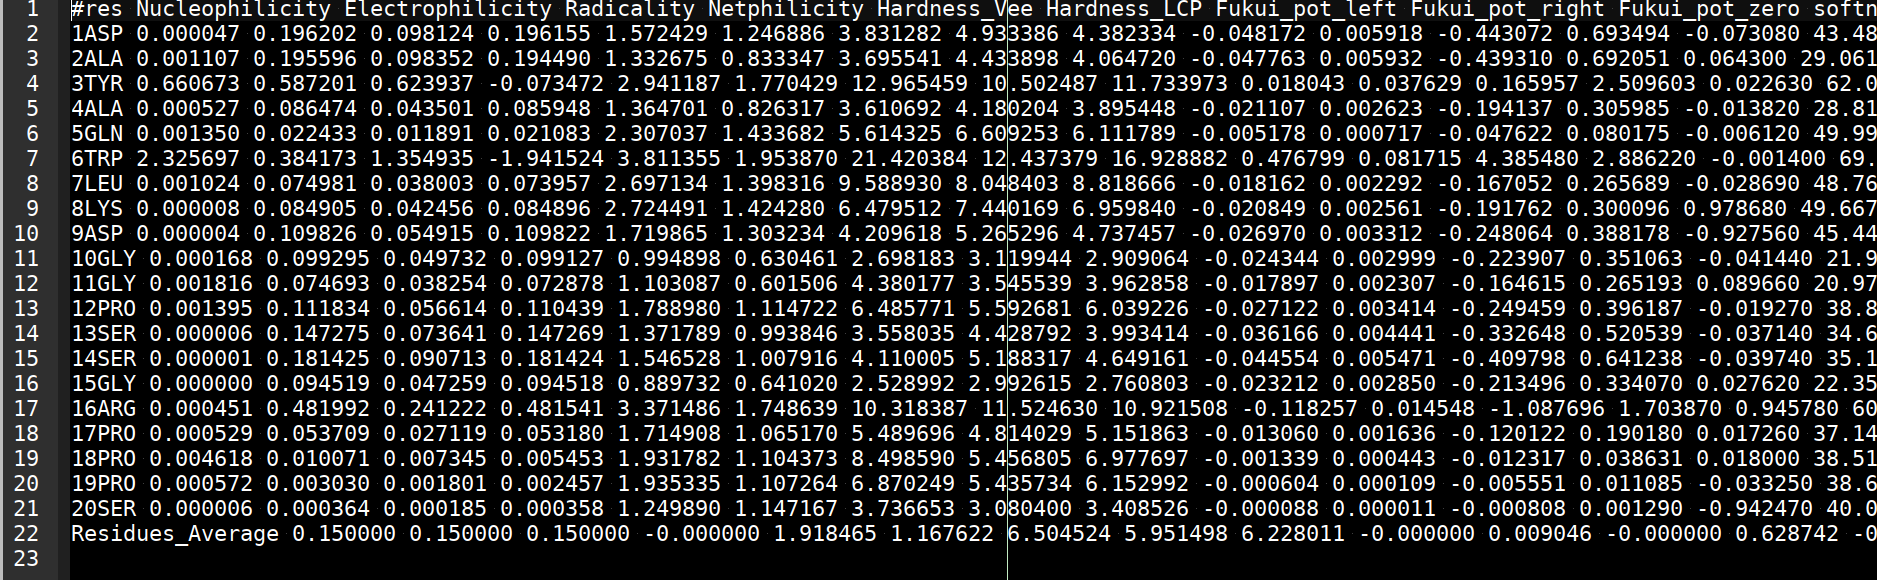 1 #res Nucleophilicity Electrophilicity Radicality Netphilicity Hardness_Vee Hardness_LCP Fukui_pot_left Fukui_pot_right Fukui_pot_zero softn
2 1ASP 0.000047 0.196202 0.098124 0.196155 1.572429 1.246886 3.831282 4.933386 4.382334 -0.048172 0.005918 -0.443072 0.693494 -0.073080 43.48
3 2ALA 0.001107 0.195596 0.098352 0.194490 1.332675 0.833347 3.695541 4.433898 4.064720 -0.047763 0.005932 -0.439310 0.692051 0.064300 29.061
4 3TYR 0.660673 0.587201 0.623937 -0.073472 2.941187 1.770429 12.965459 10.502487 11.733973 0.018043 0.037629 0.165957 2.509603 0.022630 62.0
5 4ALA 0.000527 0.086474 0.043501 0.085948 1.364701 0.826317 3.610692 4.180204 3.895448 -0.021107 0.002623 -0.194137 0.305985 -0.013820 28.81
6 5GLN 0.001350 0.022433 0.011891 0.021083 2.307037 1.433682 5.614325 6.609253 6.111789 -0.005178 0.000717 -0.047622 0.080175 -0.006120 49.99
7 6TRP 2.325697 0.384173 1.354935 -1.941524 3.811355 1.953870 21.420384 12.437379 16.928882 0.476799 0.081715 4.385480 2.886220 -0.001400 69.
8 7LEU 0.001024 0.074981 0.038003 0.073957 2.697134 1.398316 9.588930 8.048403 8.818666 -0.018162 0.002292 -0.167052 0.265689 -0.028690 48.76
9 8LYS 0.000008 0.084905 0.042456 0.084896 2.724491 1.424280 6.479512 7.440169 6.959840 -0.020849 0.002561 -0.191762 0.300096 0.978680 49.667
10 9ASP 0.000004 0.109826 0.054915 0.109822 1.719865 1.303234 4.209618 5.265296 4.737457 -0.026970 0.003312 -0.248064 0.388178 -0.927560 45.44
11 10GLY 0.000168 0.099295 0.049732 0.099127 0.994898 0.630461 2.698183 3.119944 2.909064 -0.024344 0.002999 -0.223907 0.351063 -0.041440 21.9
12 11GLY 0.001816 0.074693 0.038254 0.072878 1.103087 0.601506 4.380177 3.545539 3.962858 -0.017897 0.002307 -0.164615 0.265193 0.089660 20.97
13 12PRO 0.001395 0.111834 0.056614 0.110439 1.788980 1.114722 6.485771 5.592681 6.039226 -0.027122 0.003414 -0.249459 0.396187 -0.019270 38.8
14 13SER 0.000006 0.147275 0.073641 0.147269 1.371789 0.993846 3.558035 4.428792 3.993414 -0.036166 0.004441 -0.332648 0.520539 -0.037140 34.6
15 14SER 0.000001 0.181425 0.090713 0.181424 1.546528 1.007916 4.110005 5.188317 4.649161 -0.044554 0.005471 -0.409798 0.641238 -0.039740 35.1
16 15GLY 0.000000 0.094519 0.047259 0.094518 0.889732 0.641020 2.528992 2.992615 2.760803 -0.023212 0.002850 -0.213496 0.334070 0.027620 22.35
17 16ARG 0.000451 0.481992 0.241222 0.481541 3.371486 1.748639 10.318387 11.524630 10.921508 -0.118257 0.014548 -1.087696 1.703870 0.945780 60
18 17PRO 0.000529 0.053709 0.027119 0.053180 1.714908 1.065170 5.489696 4.814029 5.151863 -0.013060 0.001636 -0.120122 0.190180 0.017260 37.14
19 18PRO 0.004618 0.010071 0.007345 0.005453 1.931782 1.104373 8.498590 5.456805 6.977697 -0.001339 0.000443 -0.012317 0.038631 0.018000 38.51
20 19PRO 0.000572 0.003030 0.001801 0.002457 1.935335 1.107264 6.870249 5.435734 6.152992 -0.000604 0.000109 -0.005551 0.011085 -0.033250 38.6
21 20SER 0.000006 0.000364 0.000185 0.000358 1.249890 1.147167 3.736653 3.080400 3.408526 -0.000088 0.000011 -0.000808 0.001290 -0.942470 40.0
22 Residues_Average 0.150000 0.150000 0.150000 -0.000000 1.918465 1.167622 6.504524 5.951498 6.228011 -0.000000 0.009046 -0.000000 0.628742 -0
23